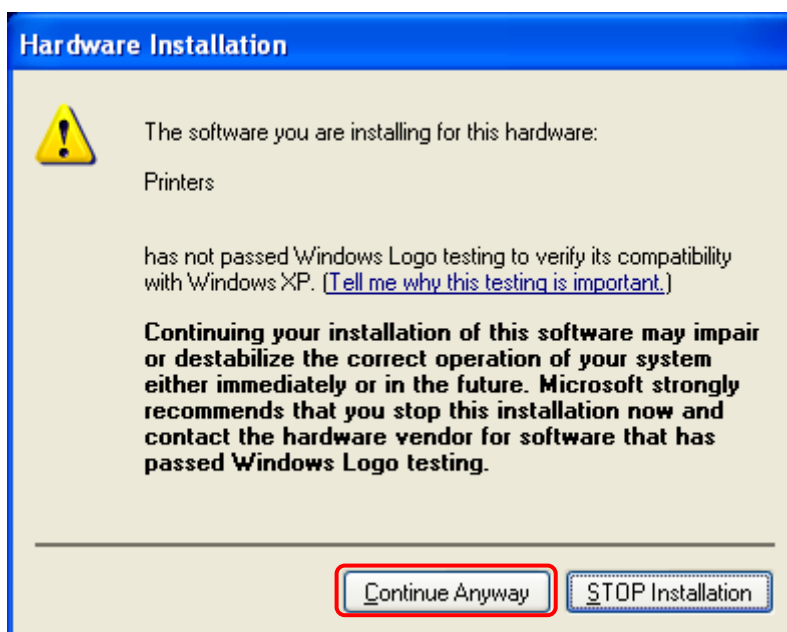 Hardware Installation
The software you are installing for this hardware:
Printers
has not passed Windows Logo testing to verify its compatibility
with Windows XP. (Tell me why this testing is important.)
Continuing your installation of this software may impair
or destabilize the correct operation of your system
either immediately or in the future. Microsoft strongly
recommends that you stop this installation now and
contact the hardware vendor for software that has
passed Windows Logo testing.
Continue Anyway
STOP Installation